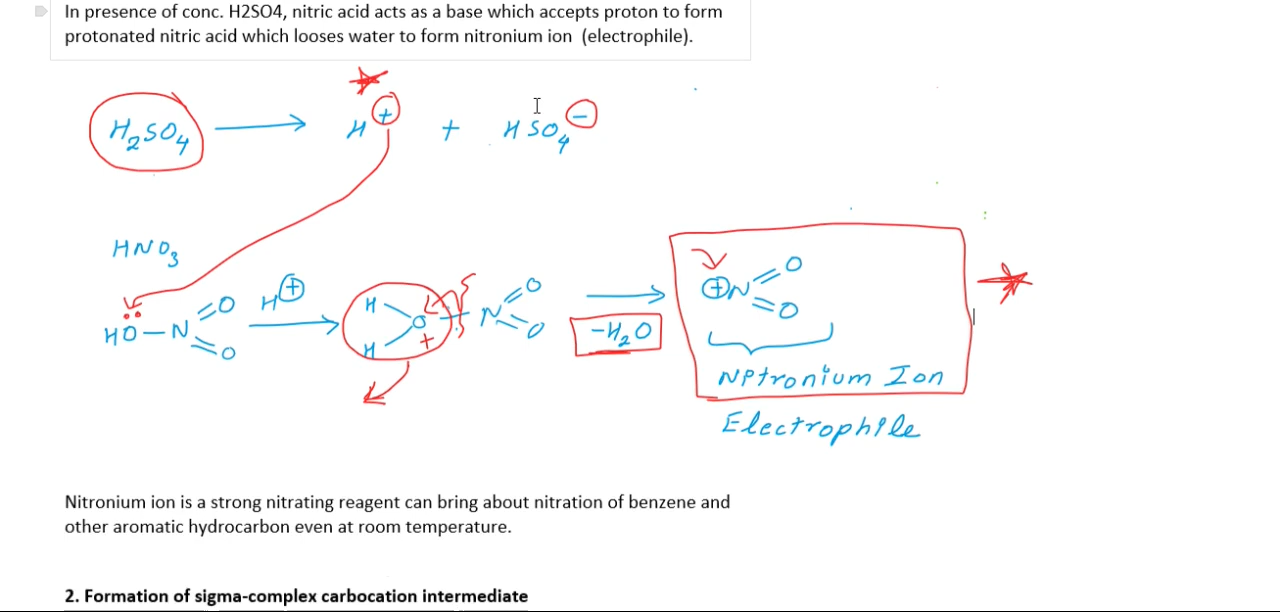 In presence of conc. H2SO4, nitric acid acts as a base which accepts proton to form
protonated nitric acid which looses water to form nitronium ion (electrophile).
H₂SO₄ ⟶ H⊕ + HSO₄⊖
HNO₃
HO—N=O =O H⊕ ⟶ H H O + N=O =O ⟶ -H₂O ⊕N=O =O
Nitronium Ion
Electrophile
Nitronium ion is a strong nitrating reagent can bring about nitration of benzene and
other aromatic hydrocarbon even at room temperature.
2. Formation of sigma-complex carbocation intermediate